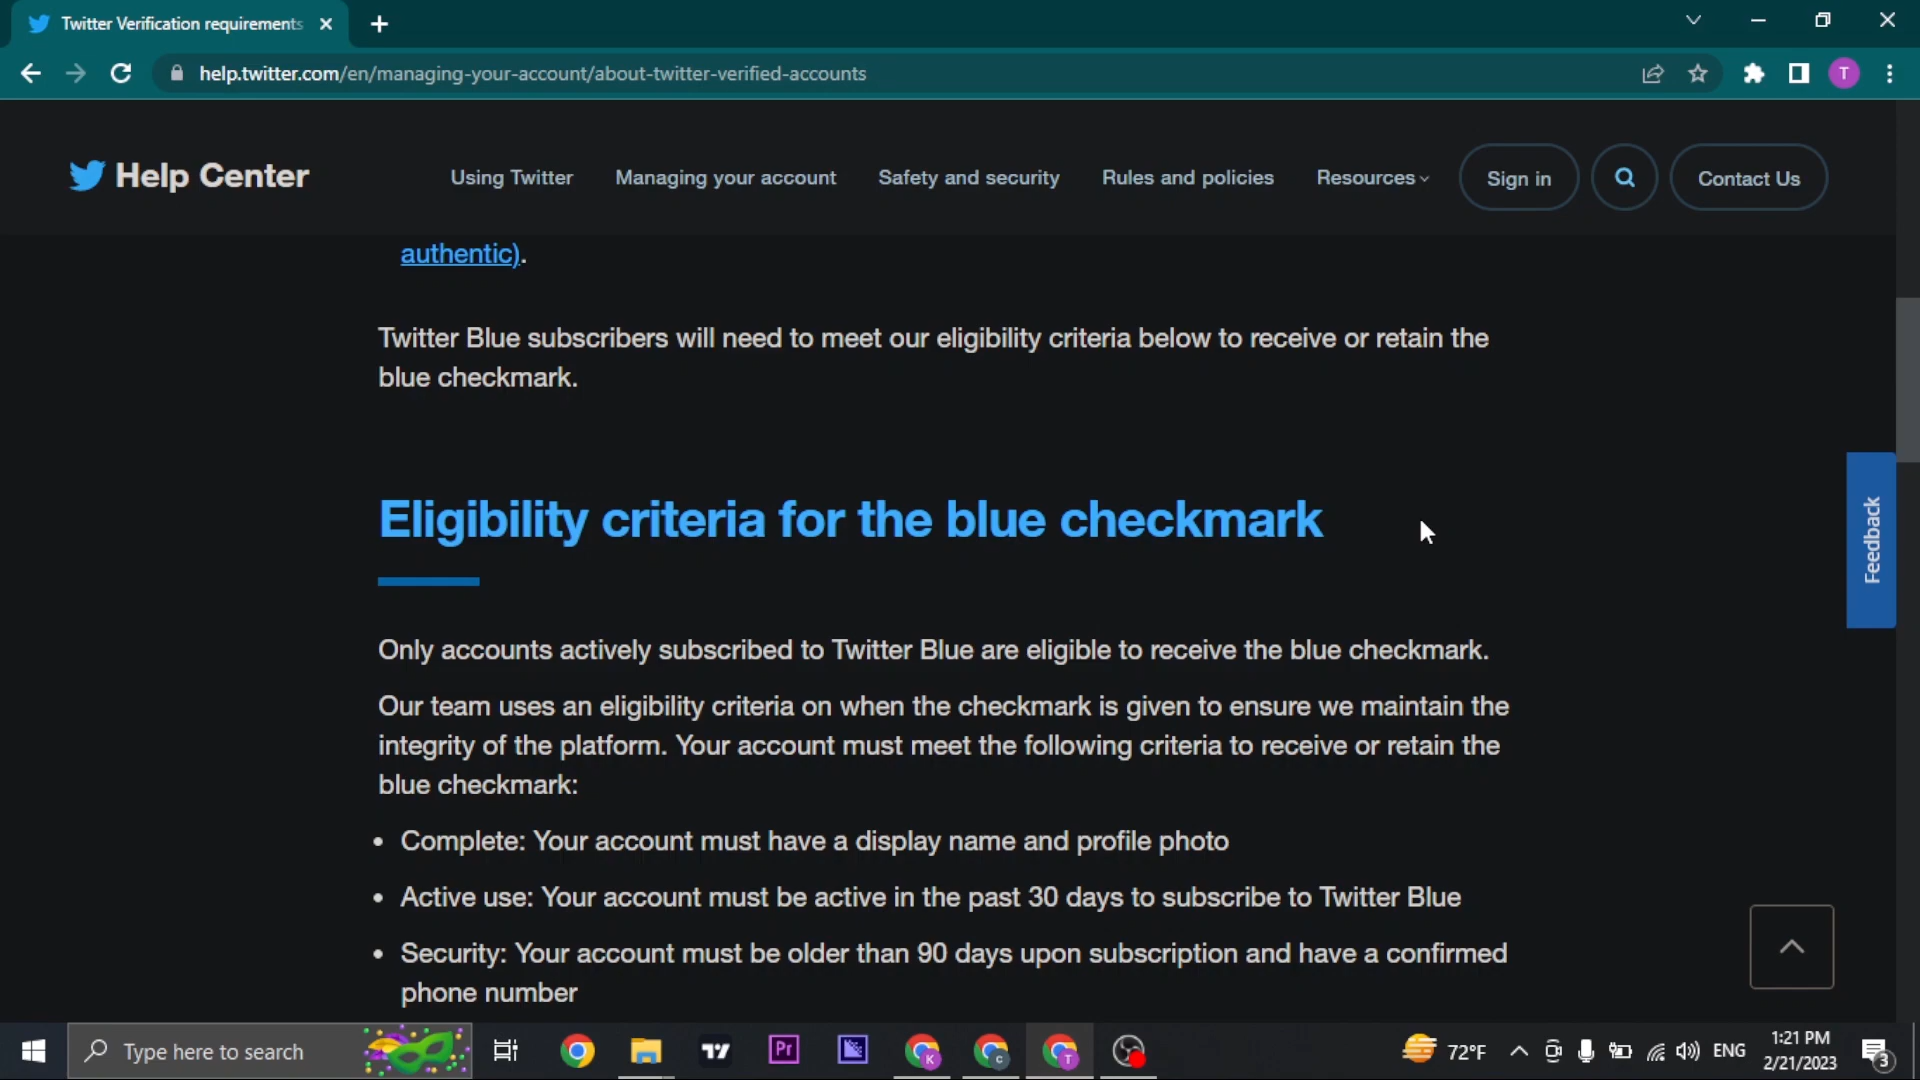 Twitter Verification requirements
help.twitter.com/en/managing-your-account/about-twitter-verified-accounts
T
Help Center
Using Twitter
Managing your account
Safety and security
Rules and policies
Resources
Sign in
Contact Us
authentic).
Twitter Blue subscribers will need to meet our eligibility criteria below to receive or retain the
blue checkmark.
Eligibility criteria for the blue checkmark
Feedback
Only accounts actively subscribed to Twitter Blue are eligible to receive the blue checkmark.
Our team uses an eligibility criteria on when the checkmark is given to ensure we maintain the
integrity of the platform. Your account must meet the following criteria to receive or retain the
blue checkmark:
• Complete: Your account must have a display name and profile photo
• Active use: Your account must be active in the past 30 days to subscribe to Twitter Blue
• Security: Your account must be older than 90 days upon subscription and have a confirmed
phone number
Type here to search
Pr
K
C
T
72°F
ENG
1:21 PM
2/21/2023
3